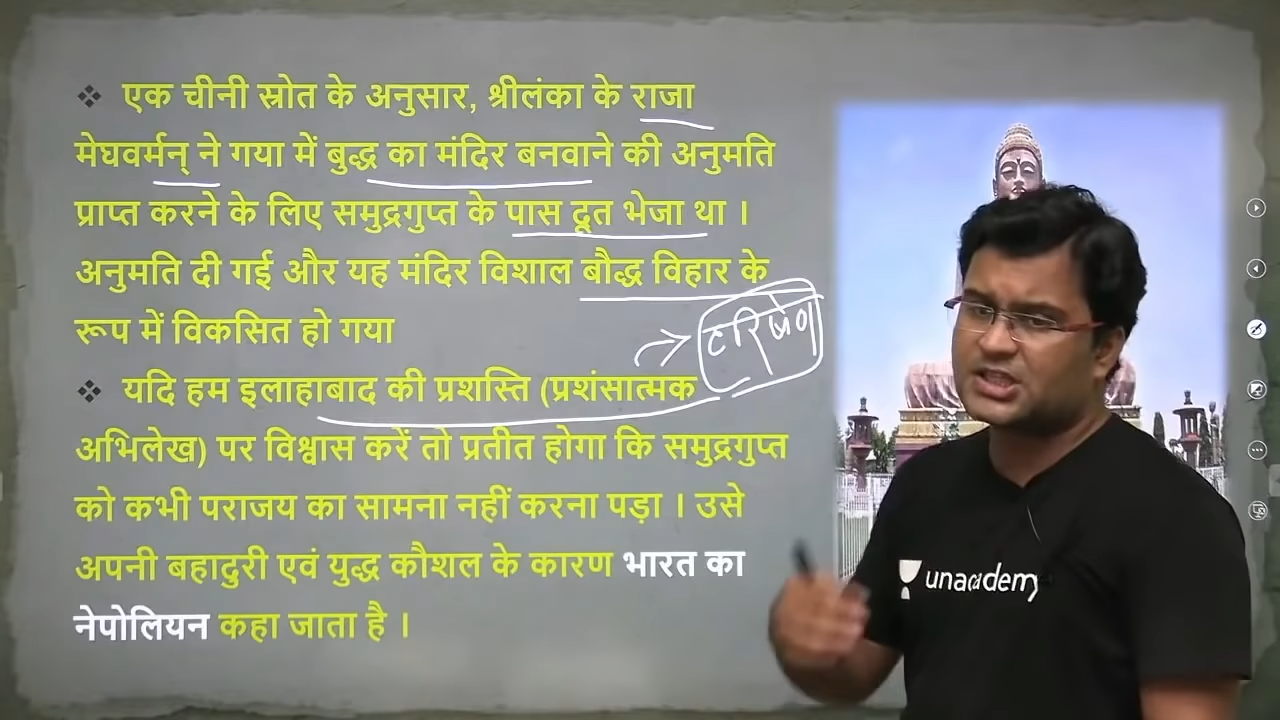 ❖ एक चीनी स्रोत के अनुसार, श्रीलंका के राजा
मेघवर्मन् ने गया में बुद्ध का मंदिर बनवाने की अनुमति
प्राप्त करने के लिए समुद्रगुप्त के पास दूत भेजा था ।
अनुमति दी गई और यह मंदिर विशाल बौद्ध विहार के
रूप में विकसित हो गया
हरिषेण
❖ यदि हम इलाहाबाद की प्रशस्ति (प्रशंसात्मक
अभिलेख) पर विश्वास करें तो प्रतीत होगा कि समुद्रगुप्त
को कभी पराजय का सामना नहीं करना पड़ा । उसे
अपनी बहादुरी एवं युद्ध कौशल के कारण भारत का
नेपोलियन कहा जाता है ।
unacademy